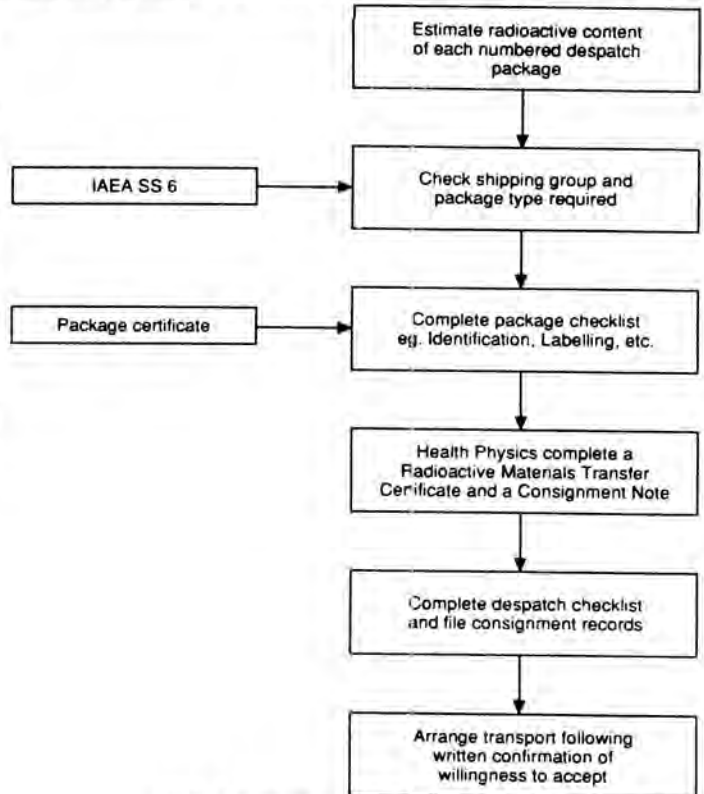 Estimate radioactive content
of each numbered despatch
package
IAEA SS 6
Check shipping group and
package type required
Package certificate
Complete package checklist
eg. Identification, Labelling, etc.
Health Physics complete a
Radioactive Materials Transfer
Certificate and a Consignment Note
Complete despatch checklist
and file consignment records
Arrange transport following
written confirmation of
willingness to accept